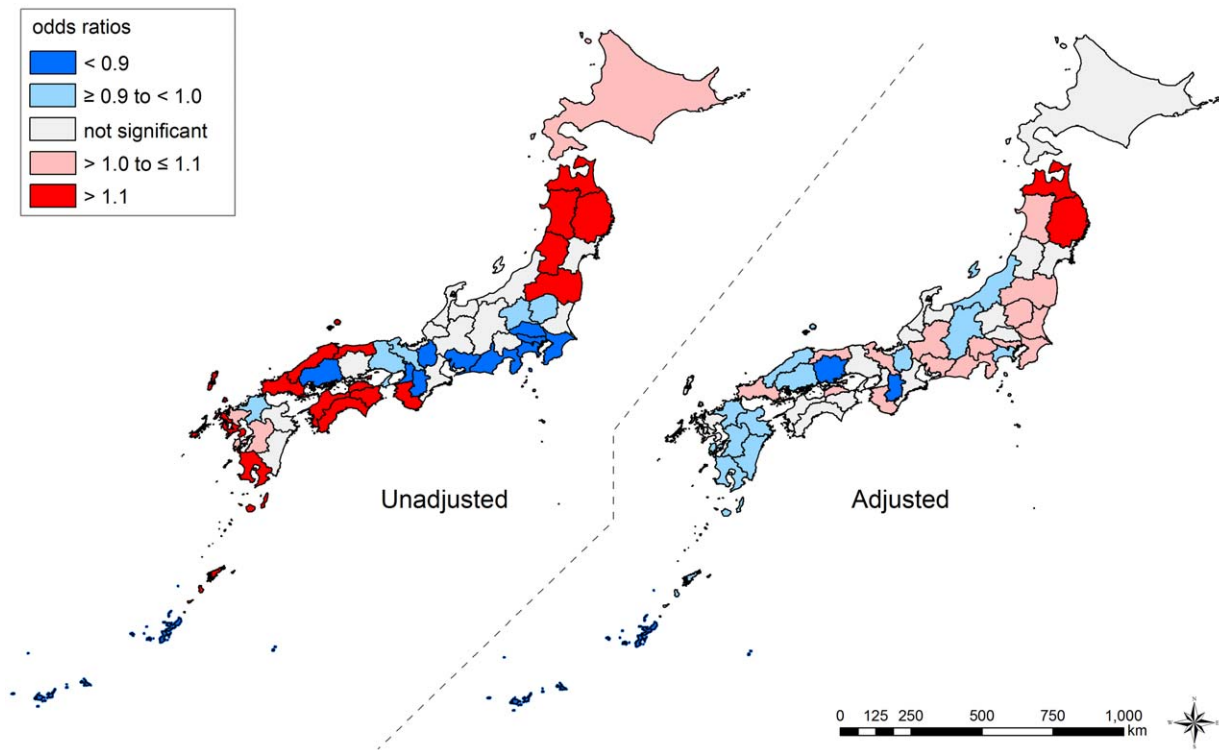 odds ratios
< 0.9
≥ 0.9 to < 1.0
not significant
> 1.0 to ≤ 1.1
> 1.1
Unadjusted
Adjusted
0 125 250 500 750 1,000
km
N
W E
S